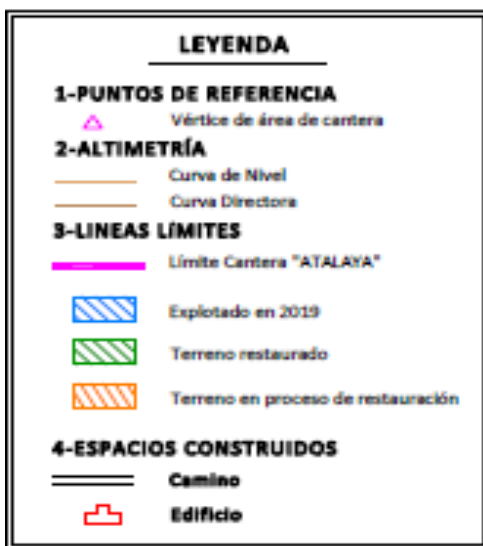 LEYENDA
1-PUNTOS DE REFERENCIA
Vértice de área de cantera
2-ALTIMETRÍA
Curva de Nivel
Curva Directora
3-LINEAS LÍMITES
Límite Cantera "ATALAYA"
Explotado en 2019
Terreno restaurado
Terreno en proceso de restauración
4-ESPACIOS CONSTRUIDOS
Camino
Edificio